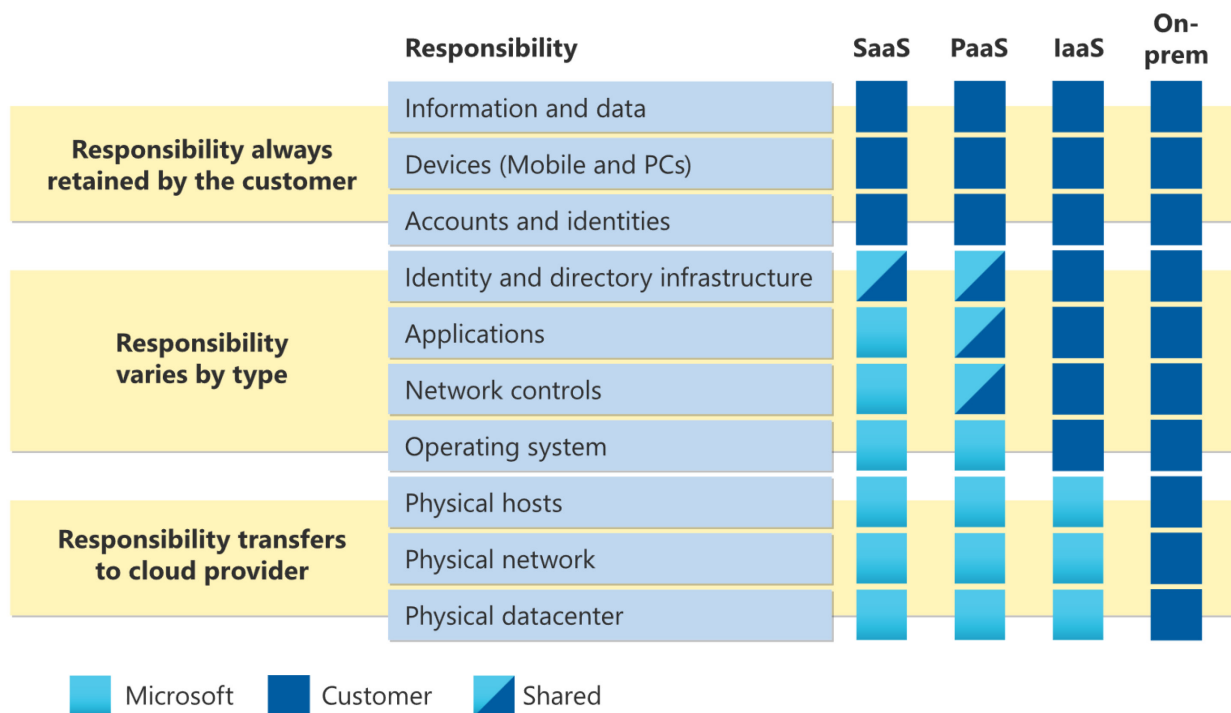 Responsibility
SaaS
PaaS
IaaS
On-
prem
Responsibility always
retained by the customer
Information and data
Devices (Mobile and PCs)
Accounts and identities
Responsibility
varies by type
Identity and directory infrastructure
Applications
Network controls
Operating system
Responsibility transfers
to cloud provider
Physical hosts
Physical network
Physical datacenter
Microsoft
Customer
Shared